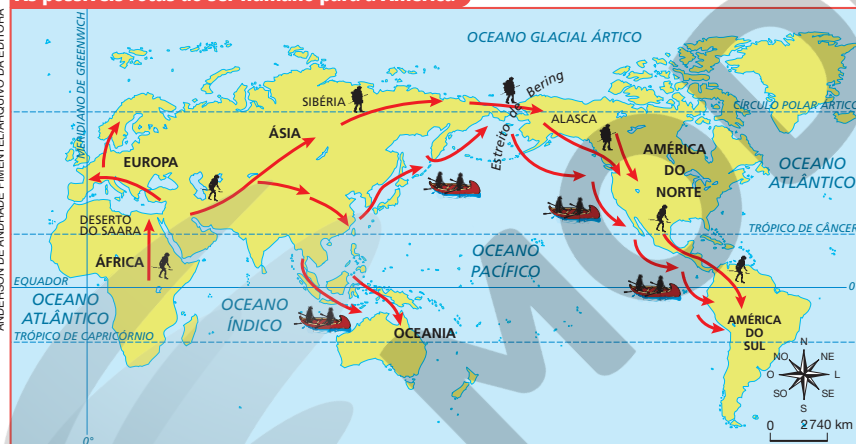 As possíveis rotas do ser humano para a América
ANDERSON DE ANDRADE PIMENTEL/ARQUIVO DA EDITORA
OCEANO GLACIAL ÁRTICO
MERIDIANO DE GREENWICH
Estreito de Bering
SIBÉRIA
ALASCA
CÍRCULO POLAR ÁRTICO
ÁSIA
EUROPA
AMÉRICA
DO
NORTE
OCEANO
ATLÂNTICO
DESERTO
DO SAARA
TRÓPICO DE CÂNCER
ÁFRICA
OCEANO
PACÍFICO
EQUADOR
0°
OCEANO
ATLÂNTICO
OCEANO
ÍNDICO
TRÓPICO DE CAPRICÓRNIO
OCEANIA
AMÉRICA
DO
SUL
N
NO
NE
O
L
SO
SE
S
0
2740 km
0°